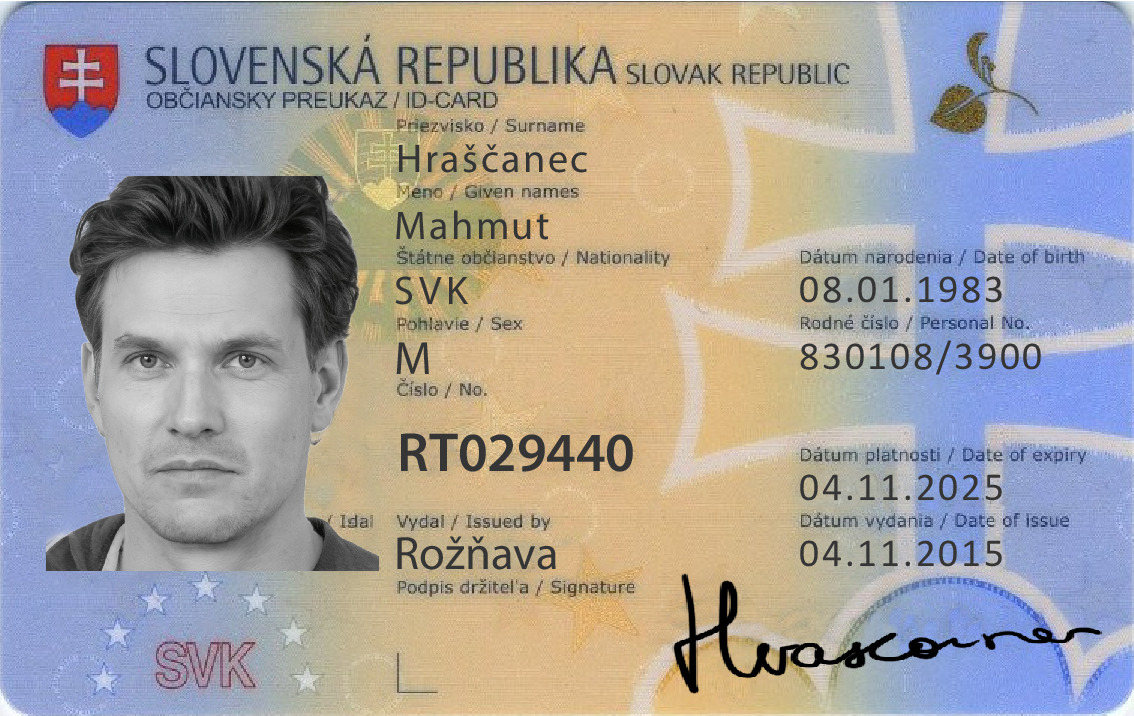 SLOVENSKÁ REPUBLIKA SLOVAK REPUBLIC
OBČIANSKY PREUKAZ / ID-CARD
Priezvisko / Surname
Hraščanec
Meno / Given names
Mahmut
Štátne občianstvo / Nationality
SVK
Dátum narodenia / Date of birth
08.01.1983
Pohlavie / Sex
M
Rodné číslo / Personal No.
830108/3900
Číslo / No.
RT029440
Dátum platnosti / Date of expiry
04.11.2025
Vydal / Issued by
Rožňava
Dátum vydania / Date of issue
04.11.2015
Podpis držiteľa / Signature
SVK